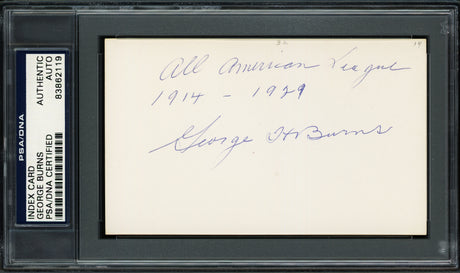 PSA/DNA
INDEX CARD
GEORGE BURNS
PSA/DNA CERTIFIED
AUTHENTIC
AUTO
83862119
32
All American League
1914 - 1929
George H Burns